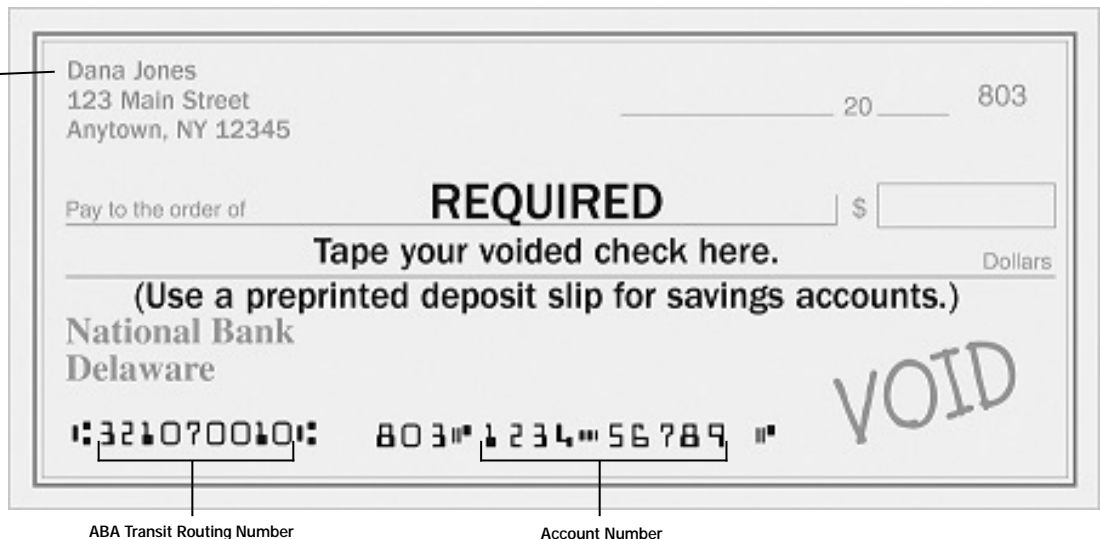 Dana Jones
123 Main Street
Anytown, NY 12345
20 803
Pay to the order of REQUIRED $
Tape your voided check here.
Dollars
(Use a preprinted deposit slip for savings accounts.)
National Bank
Delaware
VOID
⑆321070010⑆ 803⑈1234⑉56789 ⑈
ABA Transit Routing Number Account Number